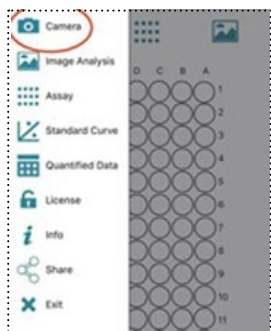 Camera
Image Analysis
Assay
Standard Curve
Quantified Data
License
Info
Share
Exit
D C B A
1
2
3
4
5
6
7
8
9
10
11